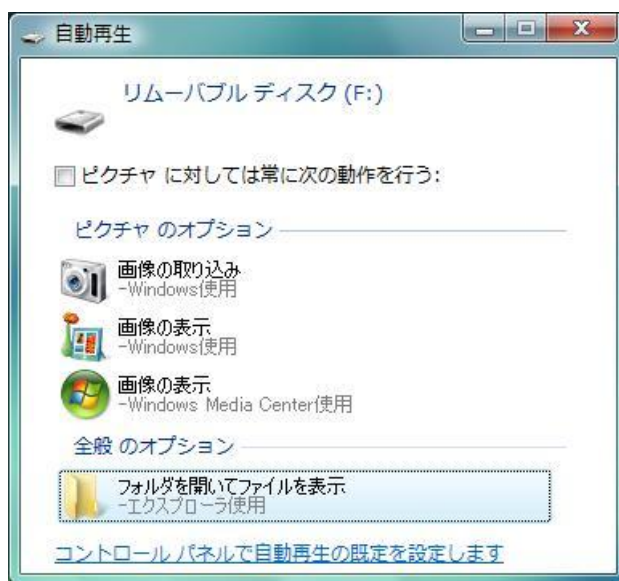 自動再生
リムーバブル ディスク (F:)
ピクチャ に対しては常に次の動作を行う:
ピクチャ のオプション
画像の取り込み
-Windows使用
画像の表示
-Windows使用
画像の表示
-Windows Media Center使用
全般 のオプション
フォルダを開いてファイルを表示
-エクスプローラ使用
コントロール パネルで自動再生の既定を設定します